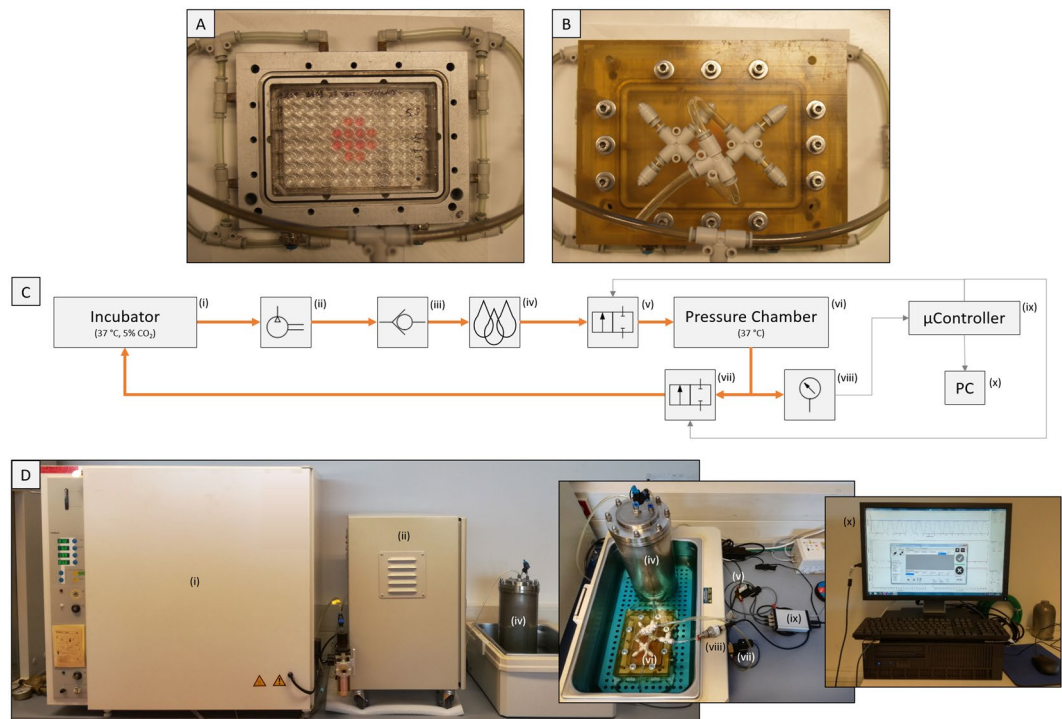 A
B
C
(i)
Incubator
(37 °C, 5% CO₂)
(ii)
(iii)
(iv)
(v)
Pressure Chamber
(37 °C)
(vi)
µController
(ix)
(vii)
(viii)
PC
(x)
D
(i)
(ii)
(iv)
(iv)
(v)
(vi)
(viii)
(vii)
(ix)
(x)